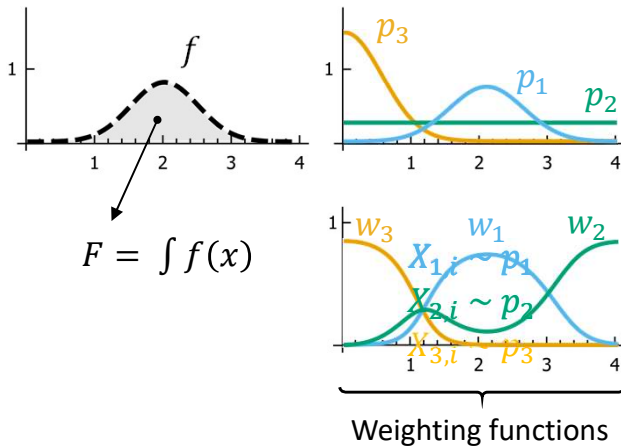 f
1
1 2 3 4
F = ∫ f(x)
p₃
p₁
p₂
1
1 2 3 4
1
w₃ w₁ w₂
X₁,ᵢ ~ p₁
X₂,ᵢ ~ p₂
X₃,ᵢ ~ p₃
1 2 3 4
Weighting functions